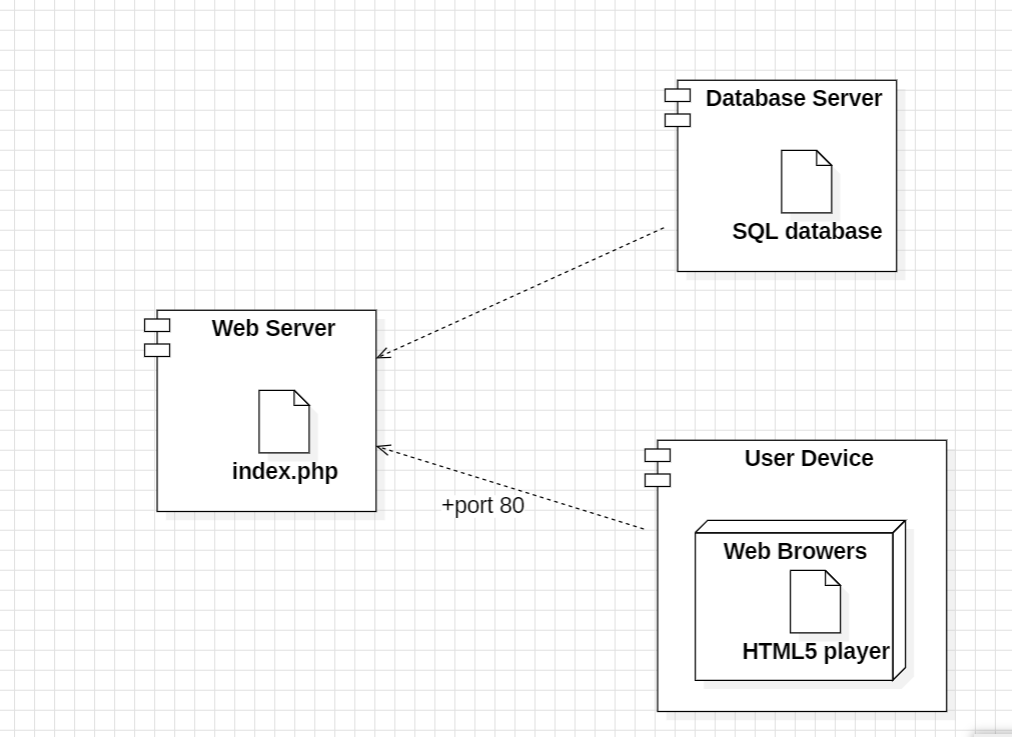 Database Server
SQL database
Web Server
index.php
+port 80
User Device
Web Browers
HTML5 player